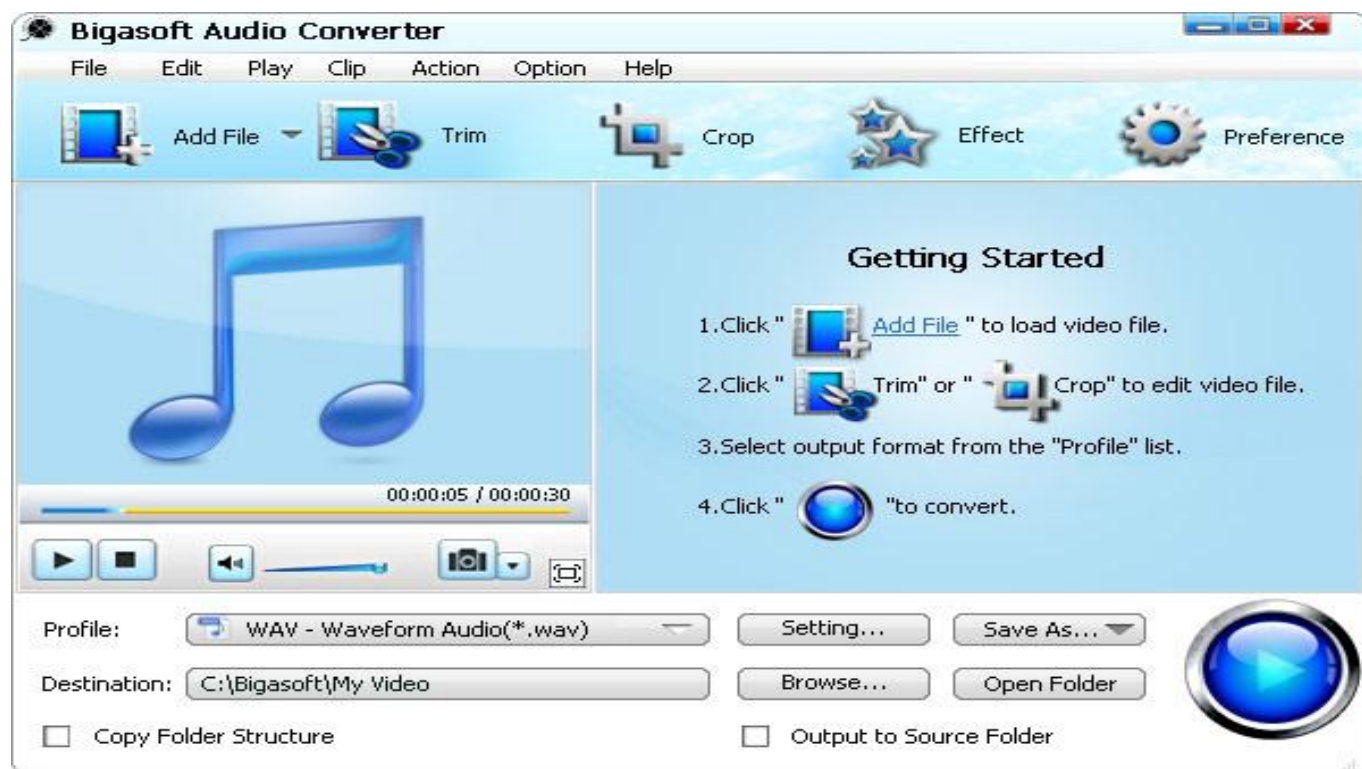 Bigasoft Audio Converter
File Edit Play Clip Action Option Help
Add File Trim Crop Effect Preference
Getting Started
1.Click " Add File " to load video file.
2.Click " Trim" or " Crop" to edit video file.
3.Select output format from the "Profile" list.
4.Click " "to convert.
00:00:05 / 00:00:30
Profile: WAV - Waveform Audio(*.wav) Setting... Save As...
Destination: C:\Bigasoft\My Video Browse... Open Folder
Copy Folder Structure Output to Source Folder